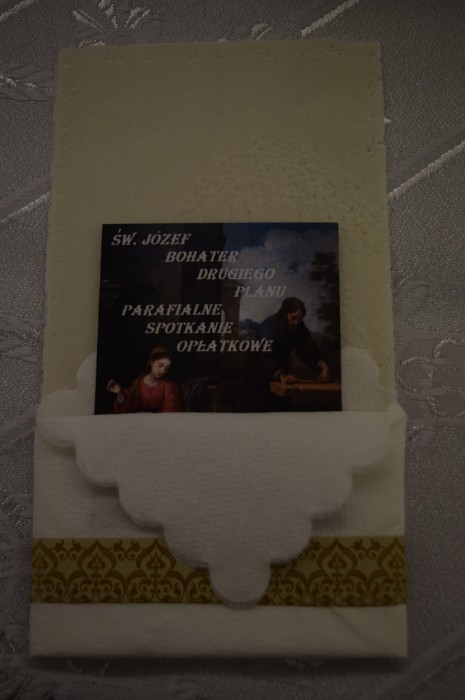 ŚW. JÓZEF
BOHATER
DRUGIEGO
PLANU
PARAFIALNE
SPOTKANIE
OPŁATKOWE